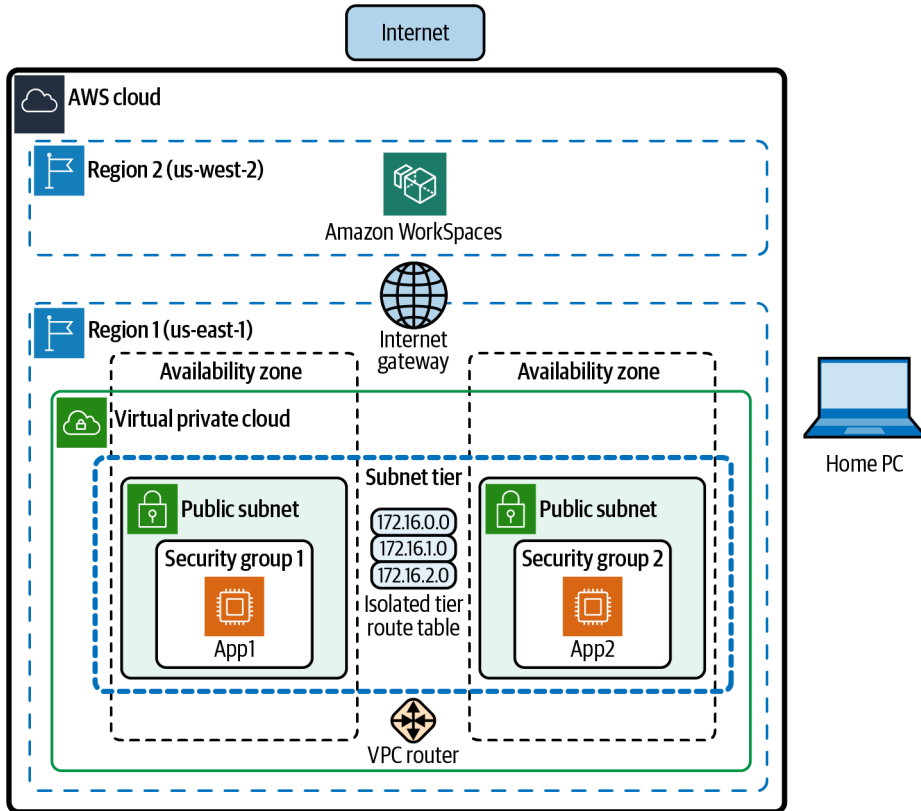 Internet
AWS cloud
Region 2 (us-west-2)
Amazon WorkSpaces
Region 1 (us-east-1)
Internet
gateway
Availability zone
Availability zone
Virtual private cloud
Home PC
Subnet tier
Public subnet
Public subnet
172.16.0.0
172.16.1.0
172.16.2.0
Security group 1
Security group 2
Isolated tier
route table
App1
App2
VPC router